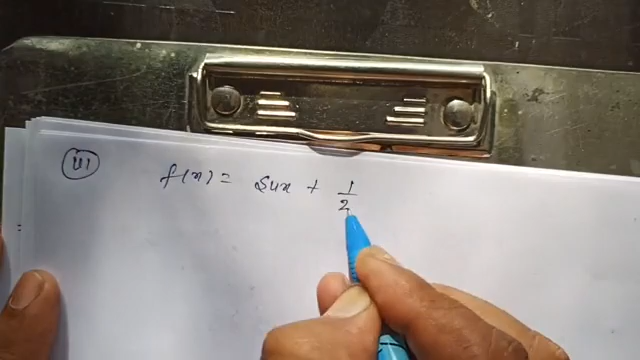 (iii) f(x) = Sinx + 1/2